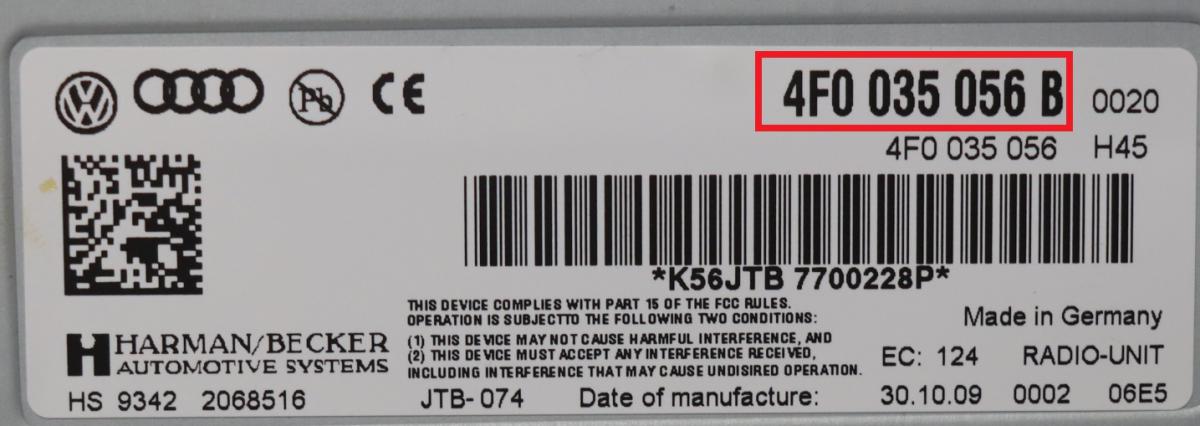 4F0 035 056 B 0020
4F0 035 056 H45
*K56JTB 7700228P*
THIS DEVICE COMPLIES WITH PART 15 OF THE FCC RULES.
OPERATION IS SUBJECTTO THE FOLLOWING TWO CONDITIONS:
(1) THIS DEVICE MAY NOT CAUSE HARMFUL INTERFERENCE, AND
(2) THIS DEVICE MUST ACCEPT ANY INTERFERENCE RECEIVED,
INCLUDING INTERFERENCE THAT MAY CAUSE UNDISIRED OPERATION.
Made in Germany
HARMAN/BECKER
AUTOMOTIVE SYSTEMS
EC: 124 RADIO-UNIT
HS 9342 2068516 JTB- 074 Date of manufacture: 30.10.09 0002 06E5
VW
Pb
CE